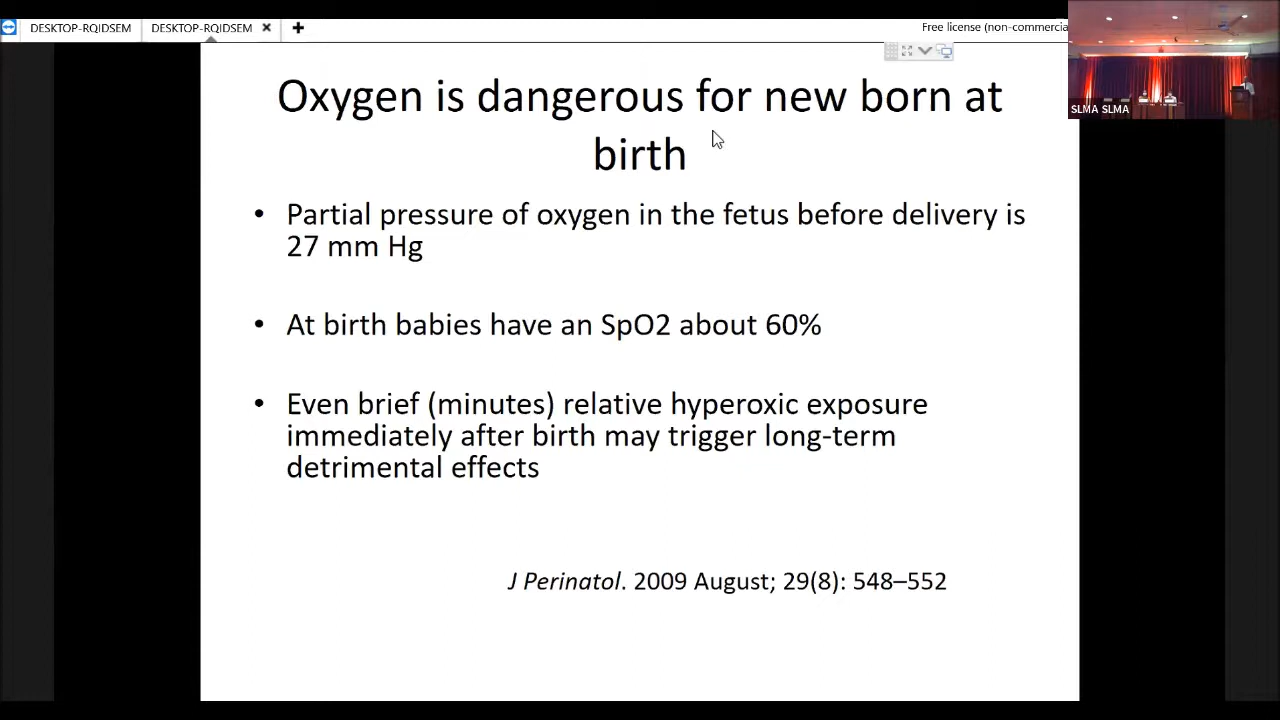 DESKTOP-RQIDSEM
DESKTOP-RQIDSEM
Free license (non-commercia
SLMA SLMA
Oxygen is dangerous for new born at
birth
• Partial pressure of oxygen in the fetus before delivery is
27 mm Hg
• At birth babies have an SpO2 about 60%
• Even brief (minutes) relative hyperoxic exposure
immediately after birth may trigger long-term
detrimental effects
J Perinatol. 2009 August; 29(8): 548–552